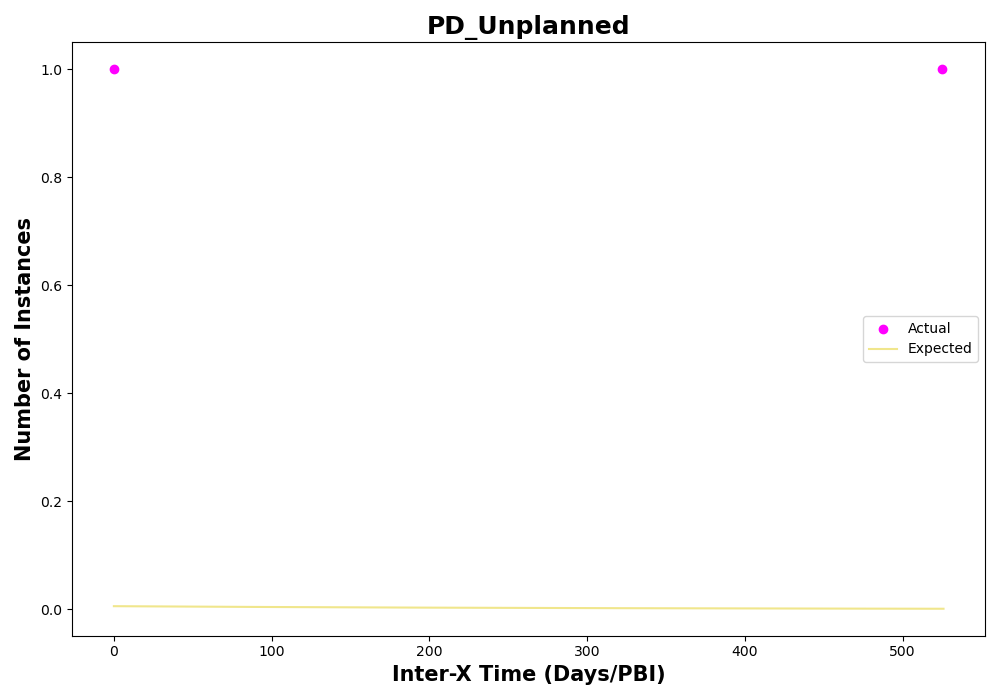 PD_Unplanned
Number of Instances
1.0
0.8
0.6
0.4
0.2
0.0
Actual
Expected
0 100 200 300 400 500
Inter-X Time (Days/PBI)